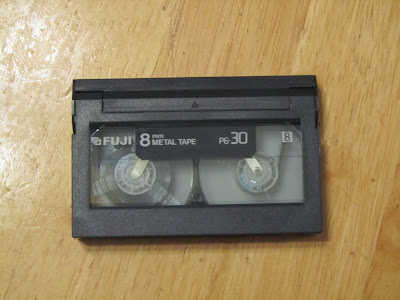 FUJI 8mm METAL TAPE P6-30 8